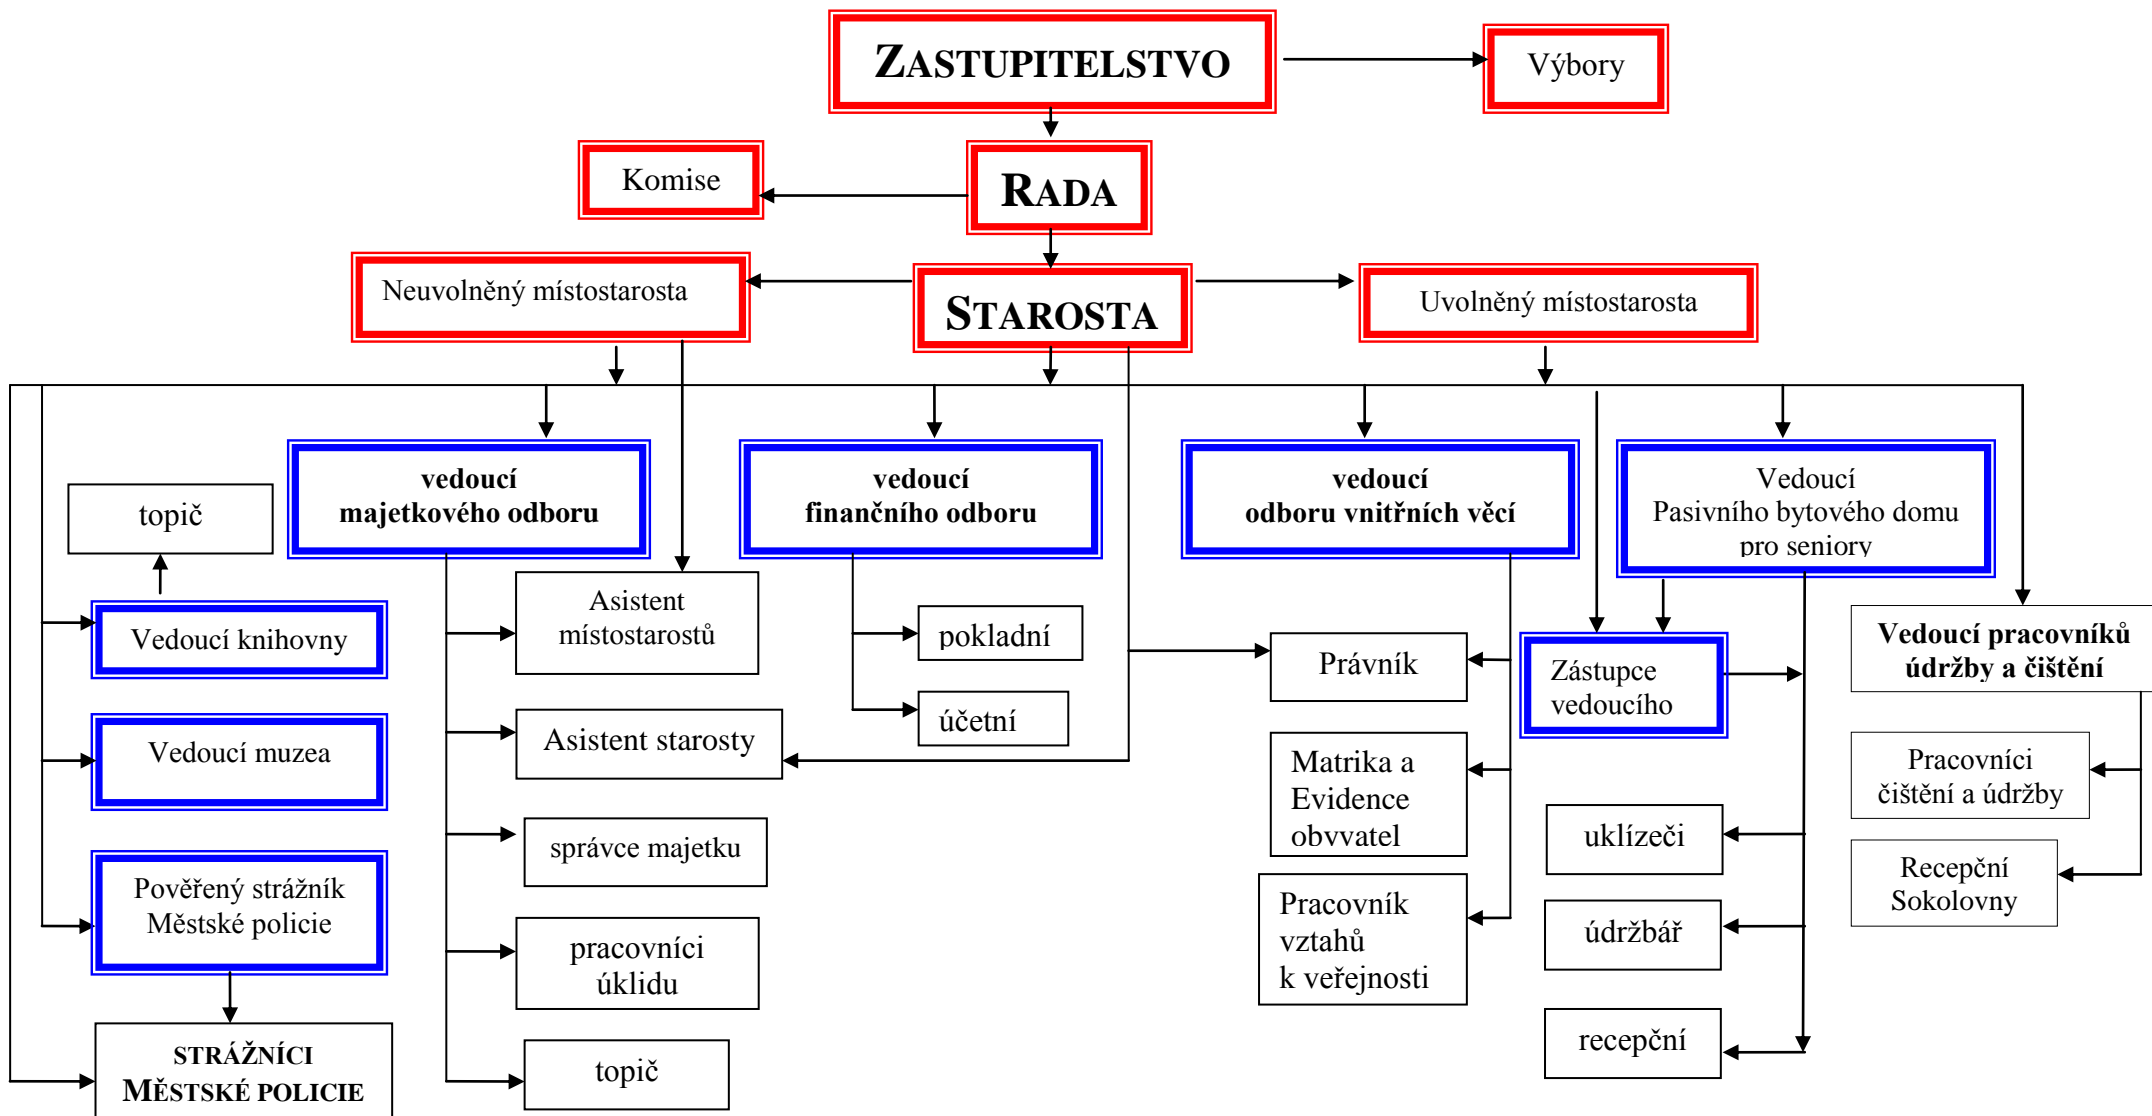 ZASTUPITELSTVO
Výbory
Komise
RADA
Neuvolněný místostarosta
STAROSTA
Uvolněný místostarosta
vedoucí
majetkového odboru
vedoucí
finančního odboru
vedoucí
odboru vnitřních věcí
Vedoucí
Pasivního bytového domu
pro seniory
topič
Vedoucí knihovny
Vedoucí muzea
Pověřený strážník
Městské policie
STRÁŽNÍCI
MĚSTSKÉ POLICIE
Asistent
místostarostů
Asistent starosty
správce majetku
pracovníci
úklidu
topič
pokladní
účetní
Právník
Matrika a
Evidence
obyvatel
Pracovník
vztahů
k veřejnosti
Zástupce
vedoucího
uklízeči
údržbář
recepční
Vedoucí pracovníků
údržby a čištění
Pracovníci
čištění a údržby
Recepční
Sokolovny